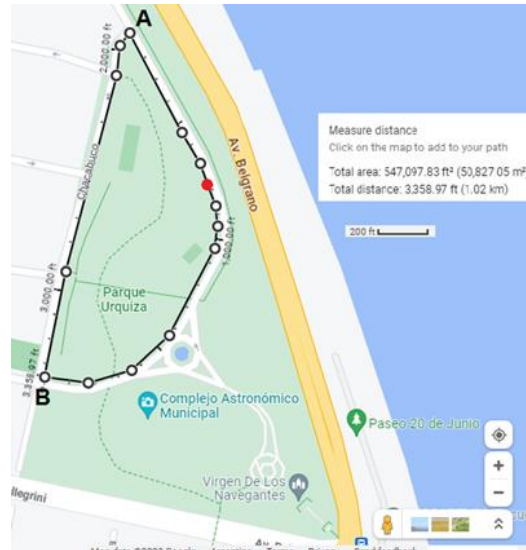 A
2,000.00 ft
Measure distance
Click on the map to add to your path
Total area: 547,097.83 ft² (50,827.05 m²
Total distance: 3,358.97 ft (1.02 km)
Av. Belgrano
Chacabuco
200 ft
1,000.00 ft
3,000.00 ft
Parque
Urquiza
3,358.97 ft
B
Complejo Astronómico
Municipal
Paseo 20 de Junio
Virgen De Los
Navegantes
llegrini
Av